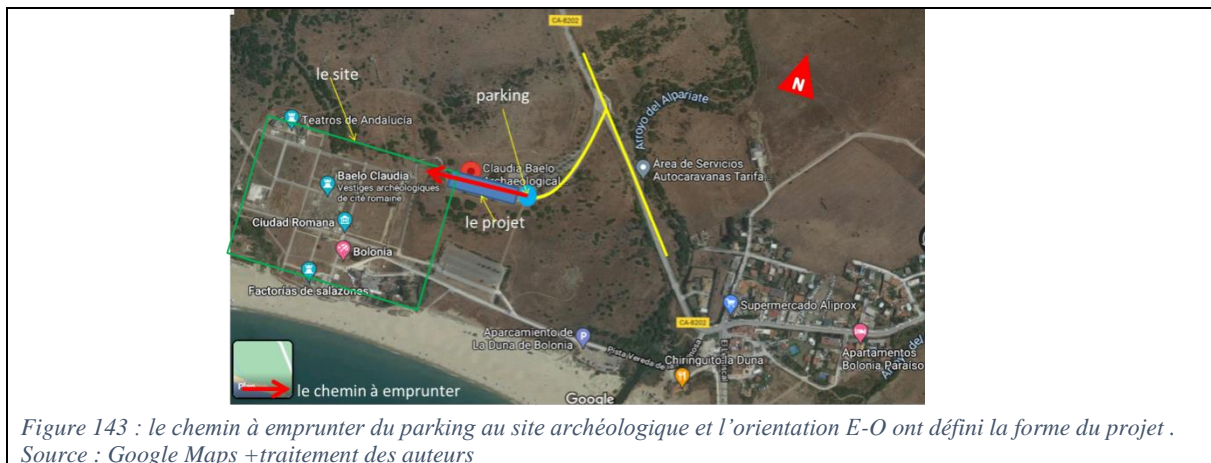 CA-8202
N
le site
parking
Arroyo del Alpariate
Teatros de Andalucía
Claudia Baelo
Archaeological
Área de Servicios
Autocaravanas Tarifa
Baelo Claudia
Vestiges archéologiques
de cité romaine
le projet
Ciudad Romana
Bolonia
Factorías de salazones
Supermercado Aliprox
CA-8202
Aparcamiento de
La Duna de Bolonia
Pista Vereda de
Chiringuito la Duna
Apartamentos
Bolonia Paraíso
le chemin à emprunter
Google
Figure 143 : le chemin à emprunter du parking au site archéologique et l’orientation E-O ont défini la forme du projet .
Source : Google Maps +traitement des auteurs